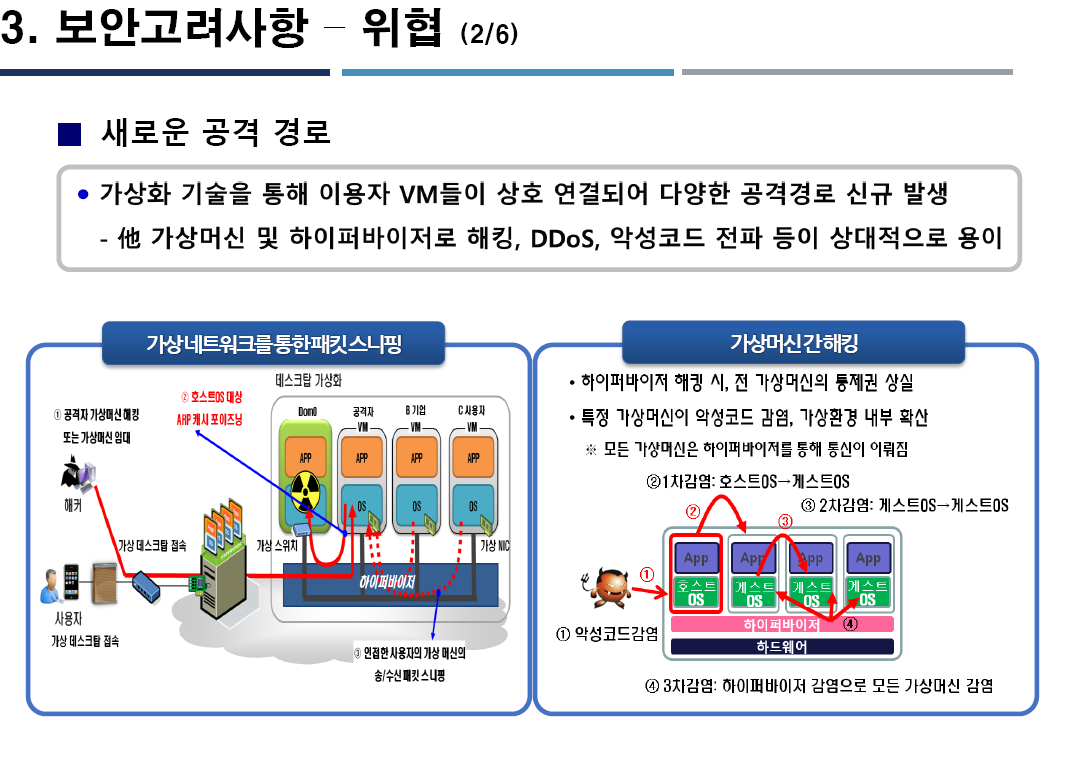 3. 보안고려사항 – 위협 (2/6)
■ 새로운 공격 경로
• 가상화 기술을 통해 이용자 VM들이 상호 연결되어 다양한 공격경로 신규 발생
- 他 가상머신 및 하이퍼바이저로 해킹, DDoS, 악성코드 전파 등이 상대적으로 용이
가상 네트워크를 통한 패킷 스니핑
데스크탑 가상화
② 호스트OS 대상
ARP 캐시 포이즈닝
① 공격자 가상머신 해킹
또는 가상머신 임대
해커
Dom0
공격자
B 기업
C 사용자
VM
VM
VM
APP
APP
APP
APP
OS
OS
OS
가상 데스크탑 접속
가상 스위치
가상 NIC
하이퍼바이저
사용자
가상 데스크탑 접속
③ 인접한 사용자의 가상 머신의
송/수신 패킷 스니핑
가상머신 간 해킹
• 하이퍼바이저 해킹 시, 전 가상머신의 통제권 상실
• 특정 가상머신이 악성코드 감염, 가상환경 내부 확산
※ 모든 가상머신은 하이퍼바이저를 통해 통신이 이뤄짐
②1차감염: 호스트OS→게스트OS
③ 2차감염: 게스트OS→게스트OS
②
③
App
App
App
App
①
호스트
OS
게스트
OS
게스트
OS
게스트
OS
하이퍼바이저
④
하드웨어
① 악성코드감염
④ 3차감염: 하이퍼바이저 감염으로 모든 가상머신 감염